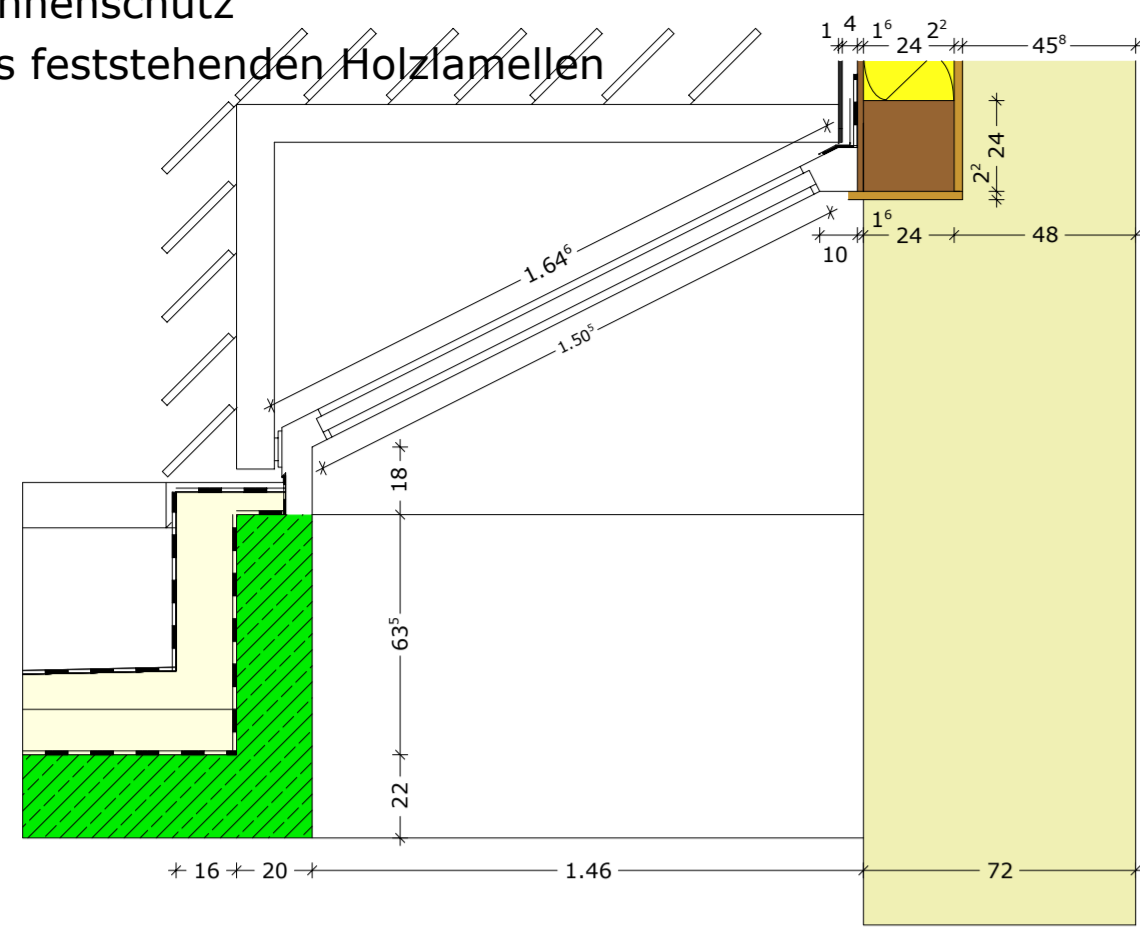 nnenschutz
s feststehenden Holzlamellen
1 4 1⁶ 24 2² 45⁸
24
2²
1⁶
24 48
10
1.64⁶
1.50⁵
18
63⁵
22
16 20 1.46 72